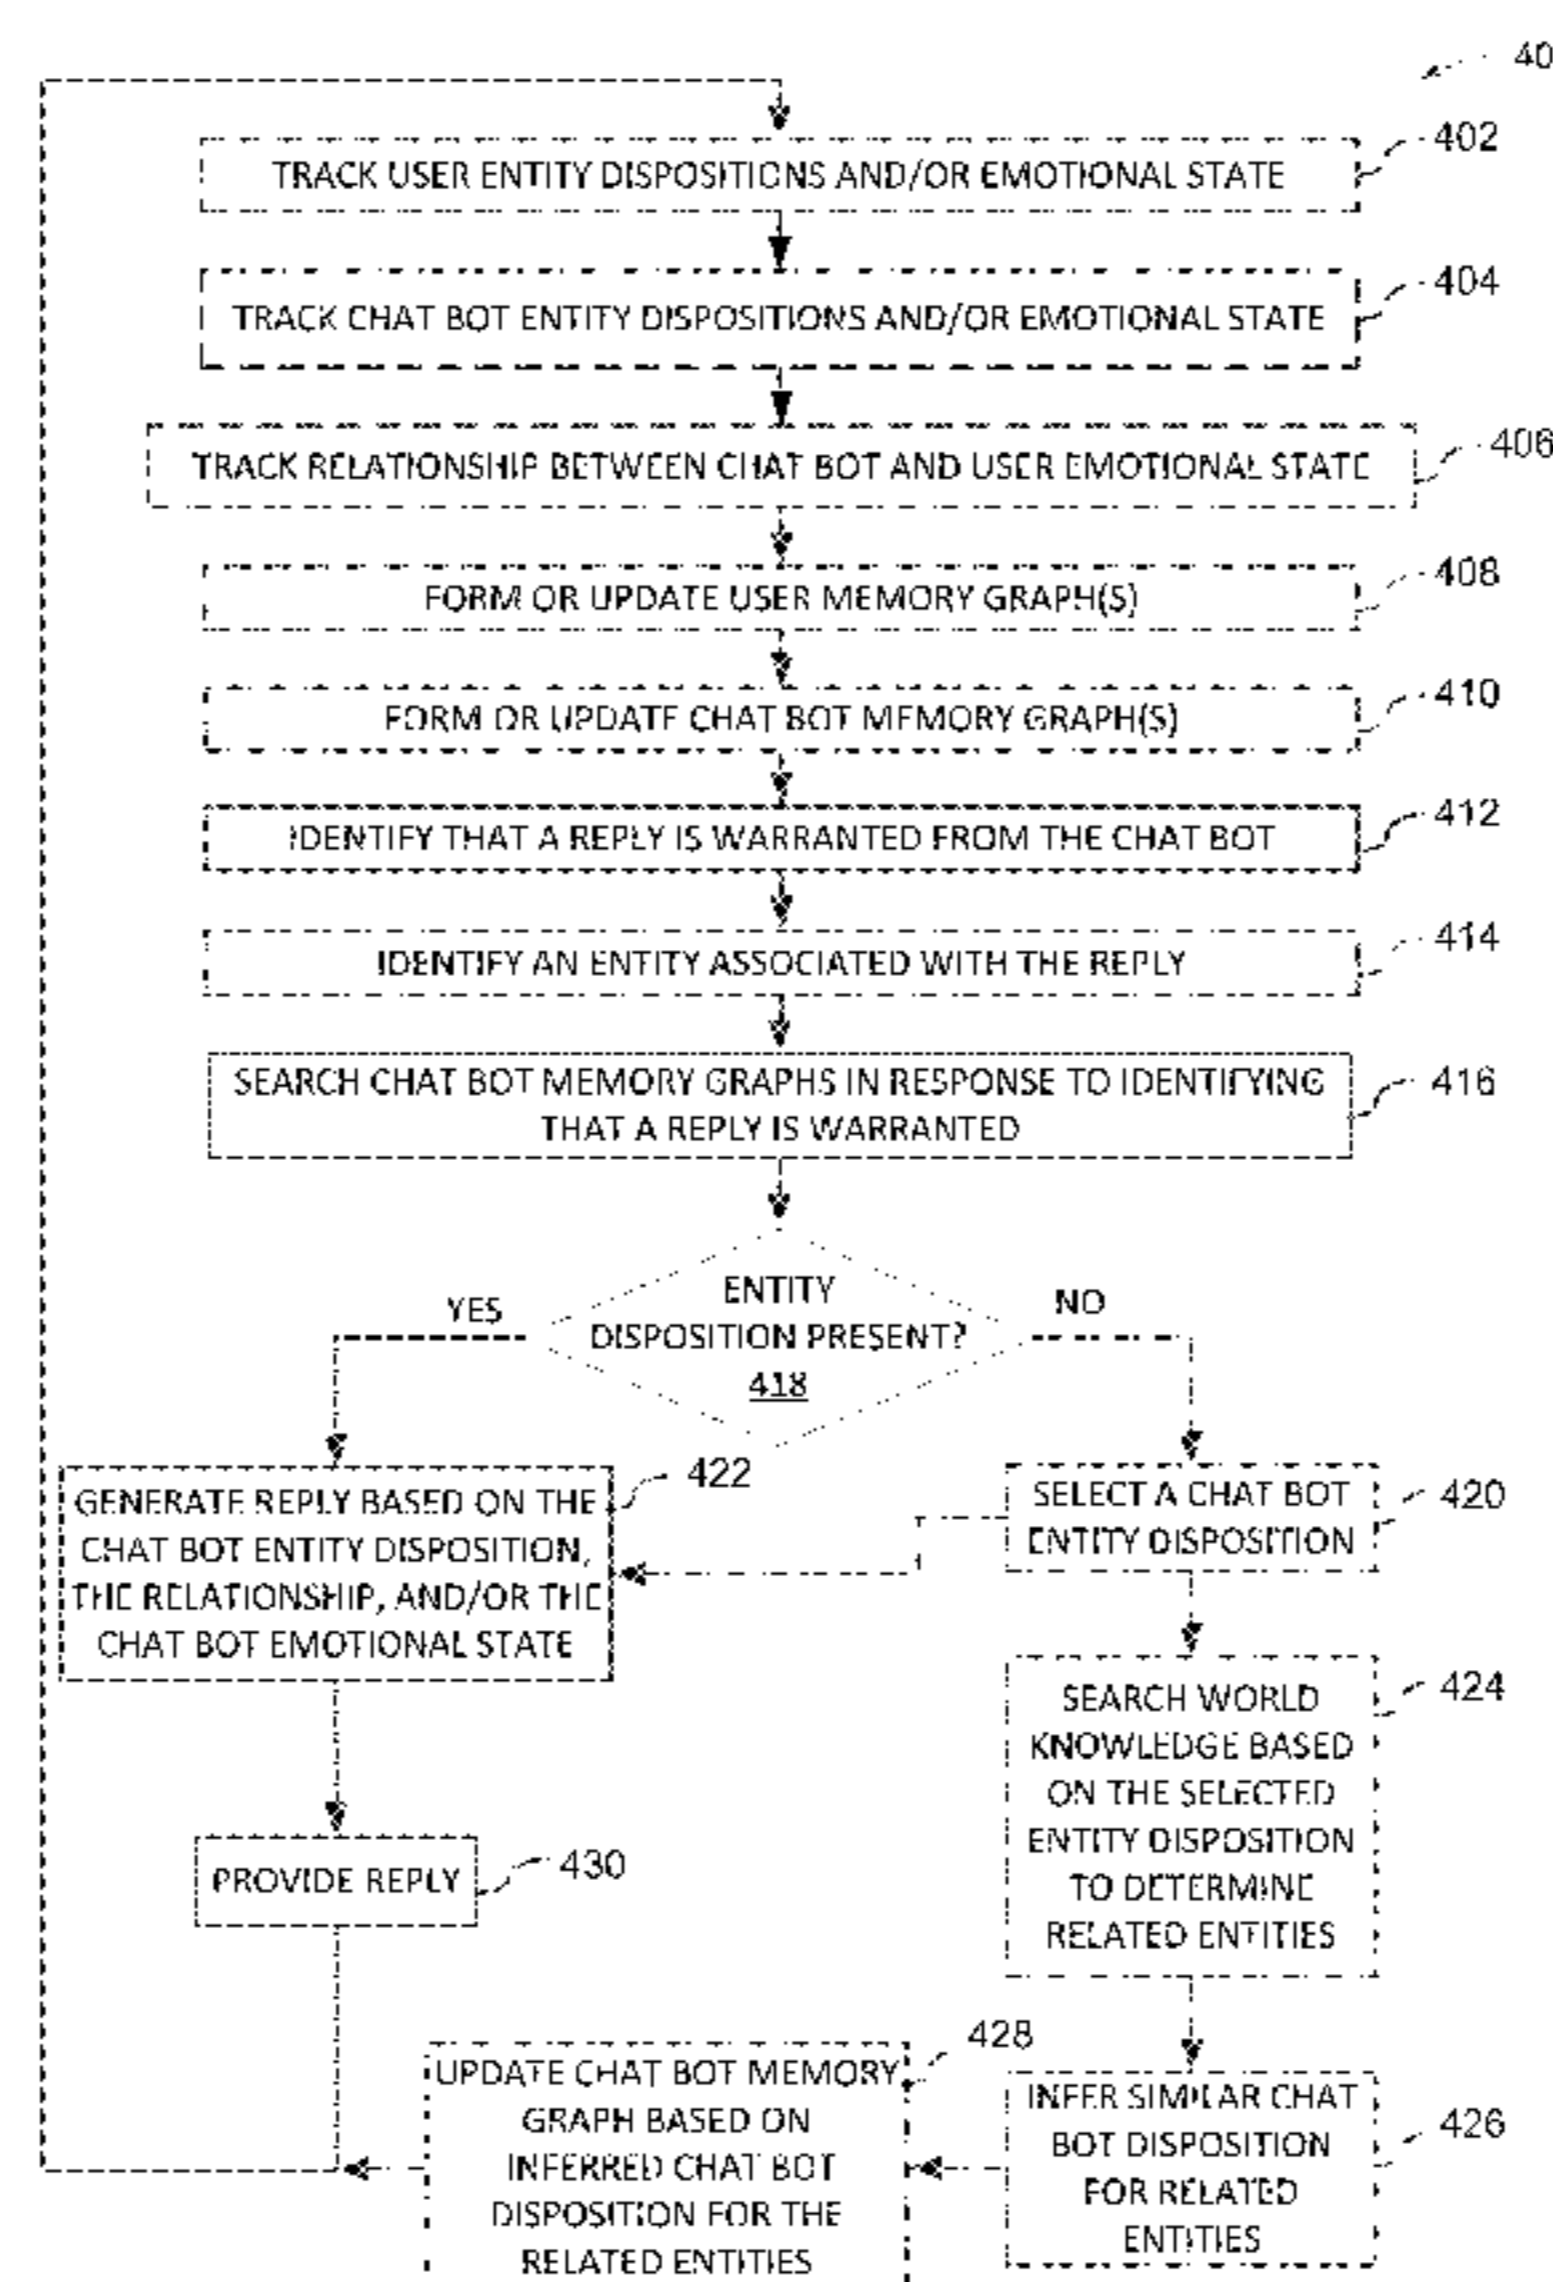 40
TRACK USER ENTITY DISPOSITIONS AND/OR EMOTIONAL STATE
402
TRACK CHAT BOT ENTITY DISPOSITIONS AND/OR EMOTIONAL STATE
404
TRACK RELATIONSHIP BETWEEN CHAT BOT AND USER EMOTIONAL STATE
406
FORM OR UPDATE USER MEMORY GRAPH(S)
408
FORM OR UPDATE CHAT BOT MEMORY GRAPH(S)
410
IDENTIFY THAT A REPLY IS WARRANTED FROM THE CHAT BOT
412
IDENTIFY AN ENTITY ASSOCIATED WITH THE REPLY
414
SEARCH CHAT BOT MEMORY GRAPHS IN RESPONSE TO IDENTIFYING
THAT A REPLY IS WARRANTED
416
ENTITY
DISPOSITION PRESENT?
418
YES
NO
GENERATE REPLY BASED ON THE
CHAT BOT ENTITY DISPOSITION,
THE RELATIONSHIP, AND/OR THE
CHAT BOT EMOTIONAL STATE
422
SELECT A CHAT BOT
ENTITY DISPOSITION
420
SEARCH WORLD
KNOWLEDGE BASED
ON THE SELECTED
ENTITY DISPOSITION
TO DETERMINE
RELATED ENTITIES
424
PROVIDE REPLY
430
UPDATE CHAT BOT MEMORY
GRAPH BASED ON
INFERRED CHAT BOT
DISPOSITION FOR THE
RELATED ENTITIES
428
INFER SIMILAR CHAT
BOT DISPOSITION
FOR RELATED
ENTITIES
426